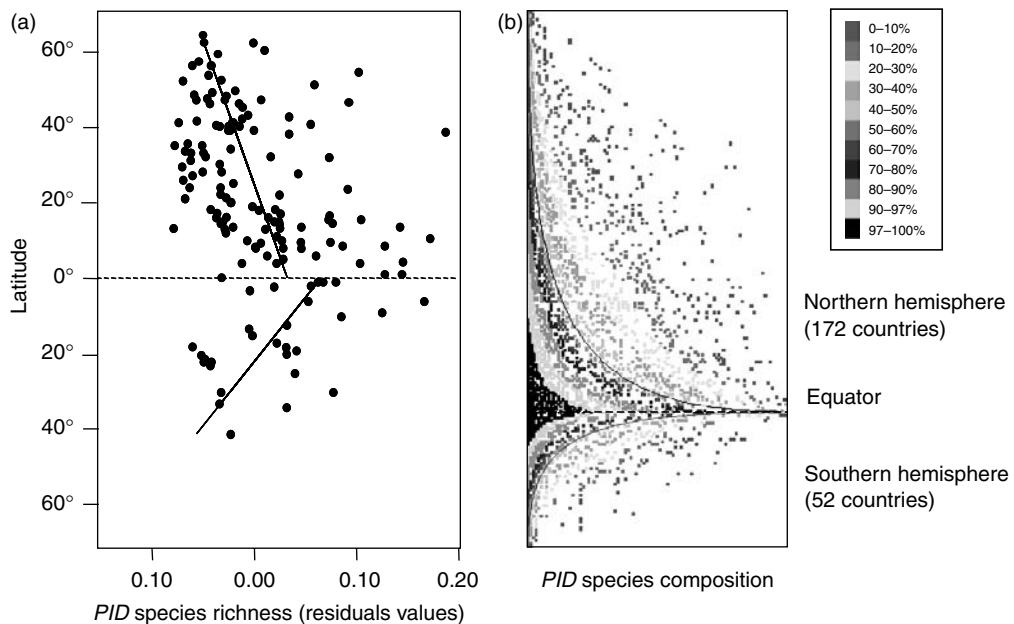 (a)
60°
40°
20°
0°
20°
40°
60°
Latitude
0.10
0.00
0.10
0.20
PID species richness (residuals values)
(b)
PID species composition
0–10%
10–20%
20–30%
30–40%
40–50%
50–60%
60–70%
70–80%
80–90%
90–97%
97–100%
Northern hemisphere
(172 countries)
Equator
Southern hemisphere
(52 countries)